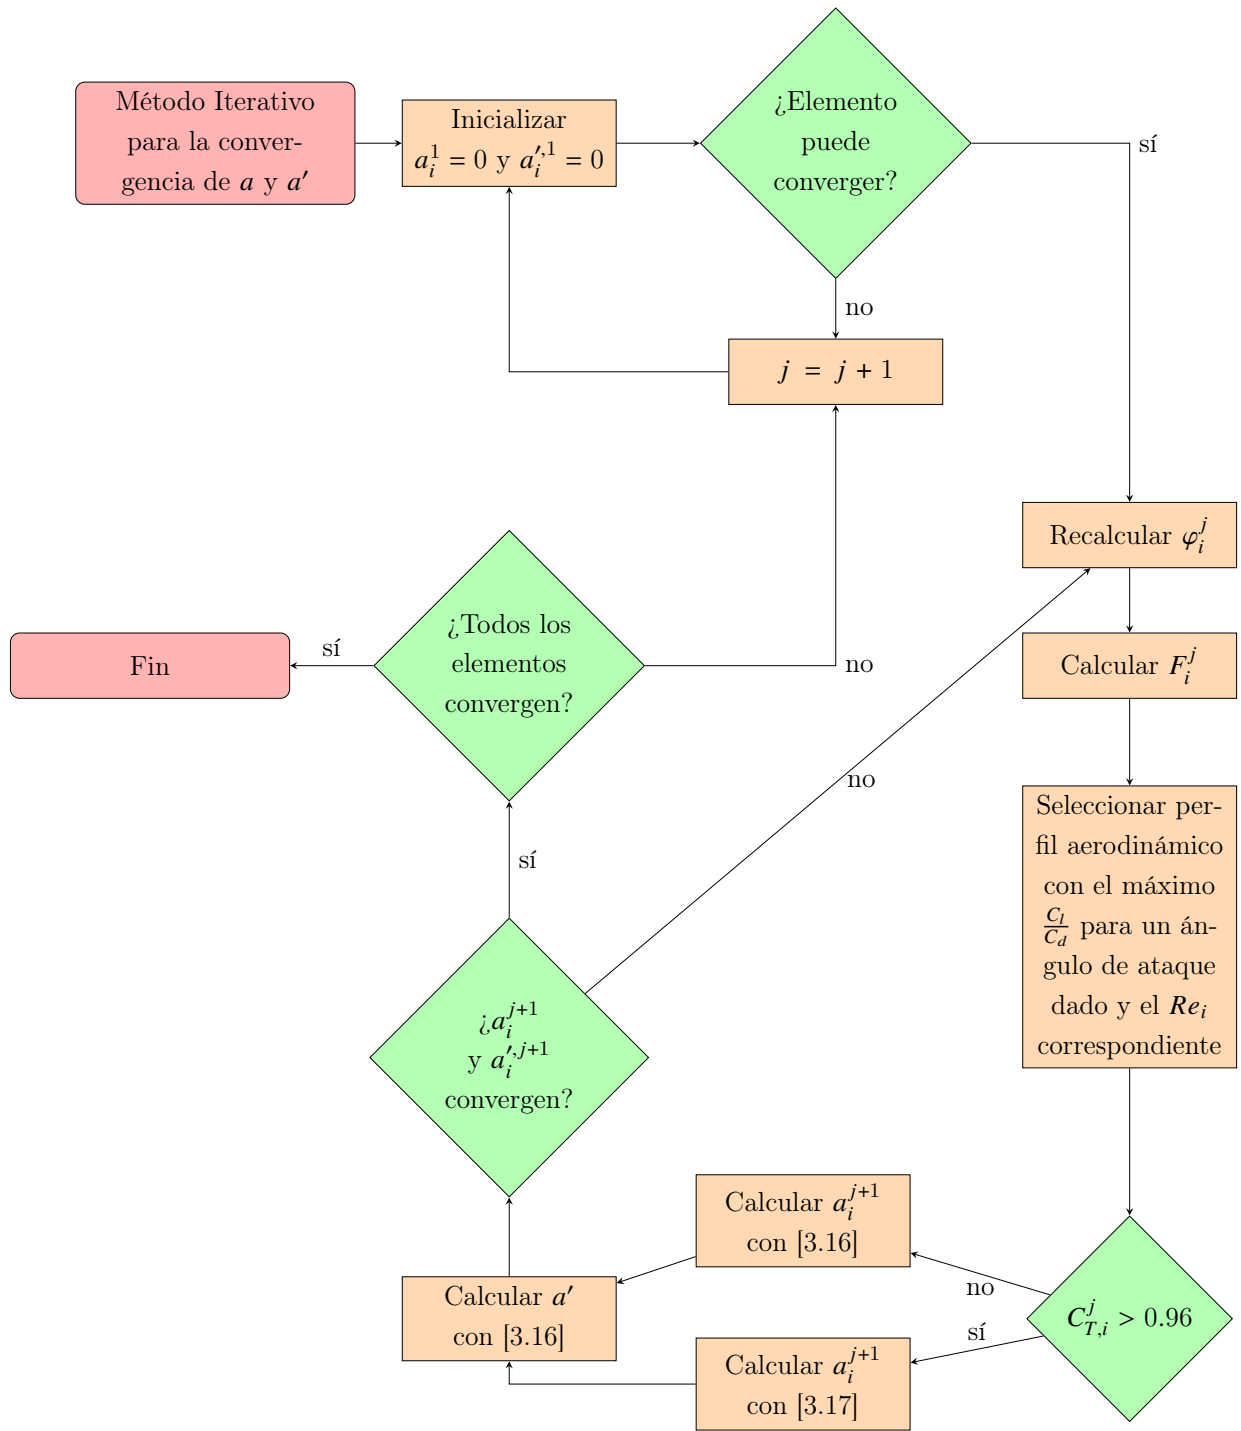 Método Iterativo
para la conver-
gencia de a y a′
Inicializar
a_i^1 = 0 y a_i^{′,1} = 0
¿Elemento
puede
converger?
sí
no
j = j + 1
Recalcular φ_i^j
Calcular F_i^j
Seleccionar per-
fil aerodinámico
con el máximo
C_l/C_d para un án-
gulo de ataque
dado y el Re_i
correspondiente
C_{T,i}^j > 0.96
no
sí
Calcular a_i^{j+1}
con [3.16]
Calcular a_i^{j+1}
con [3.17]
Calcular a′
con [3.16]
¿a_i^{j+1}
y a_i^{′,j+1}
convergen?
no
sí
¿Todos los
elementos
convergen?
no
sí
Fin